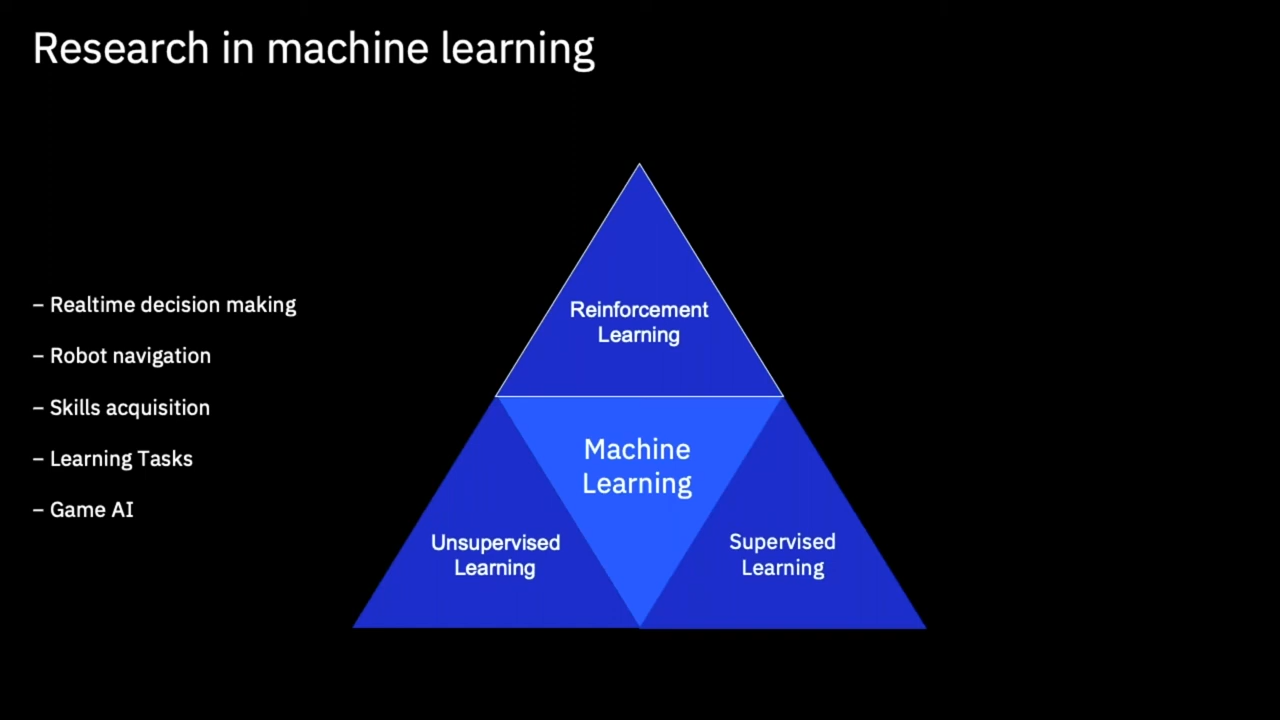 Research in machine learning
– Realtime decision making
– Robot navigation
– Skills acquisition
– Learning Tasks
– Game AI
Reinforcement
Learning
Machine
Learning
Unsupervised
Learning
Supervised
Learning